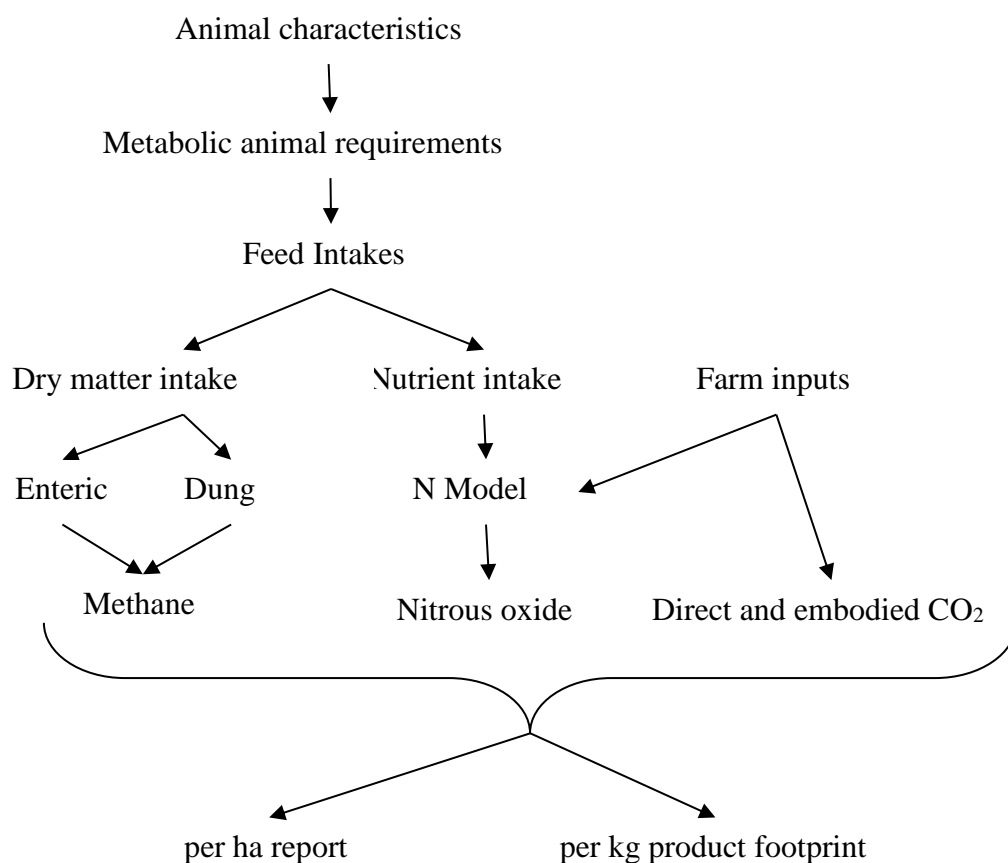 Animal characteristics
Metabolic animal requirements
Feed Intakes
Dry matter intake
Nutrient intake
Farm inputs
Enteric
Dung
N Model
Methane
Nitrous oxide
Direct and embodied CO₂
per ha report
per kg product footprint